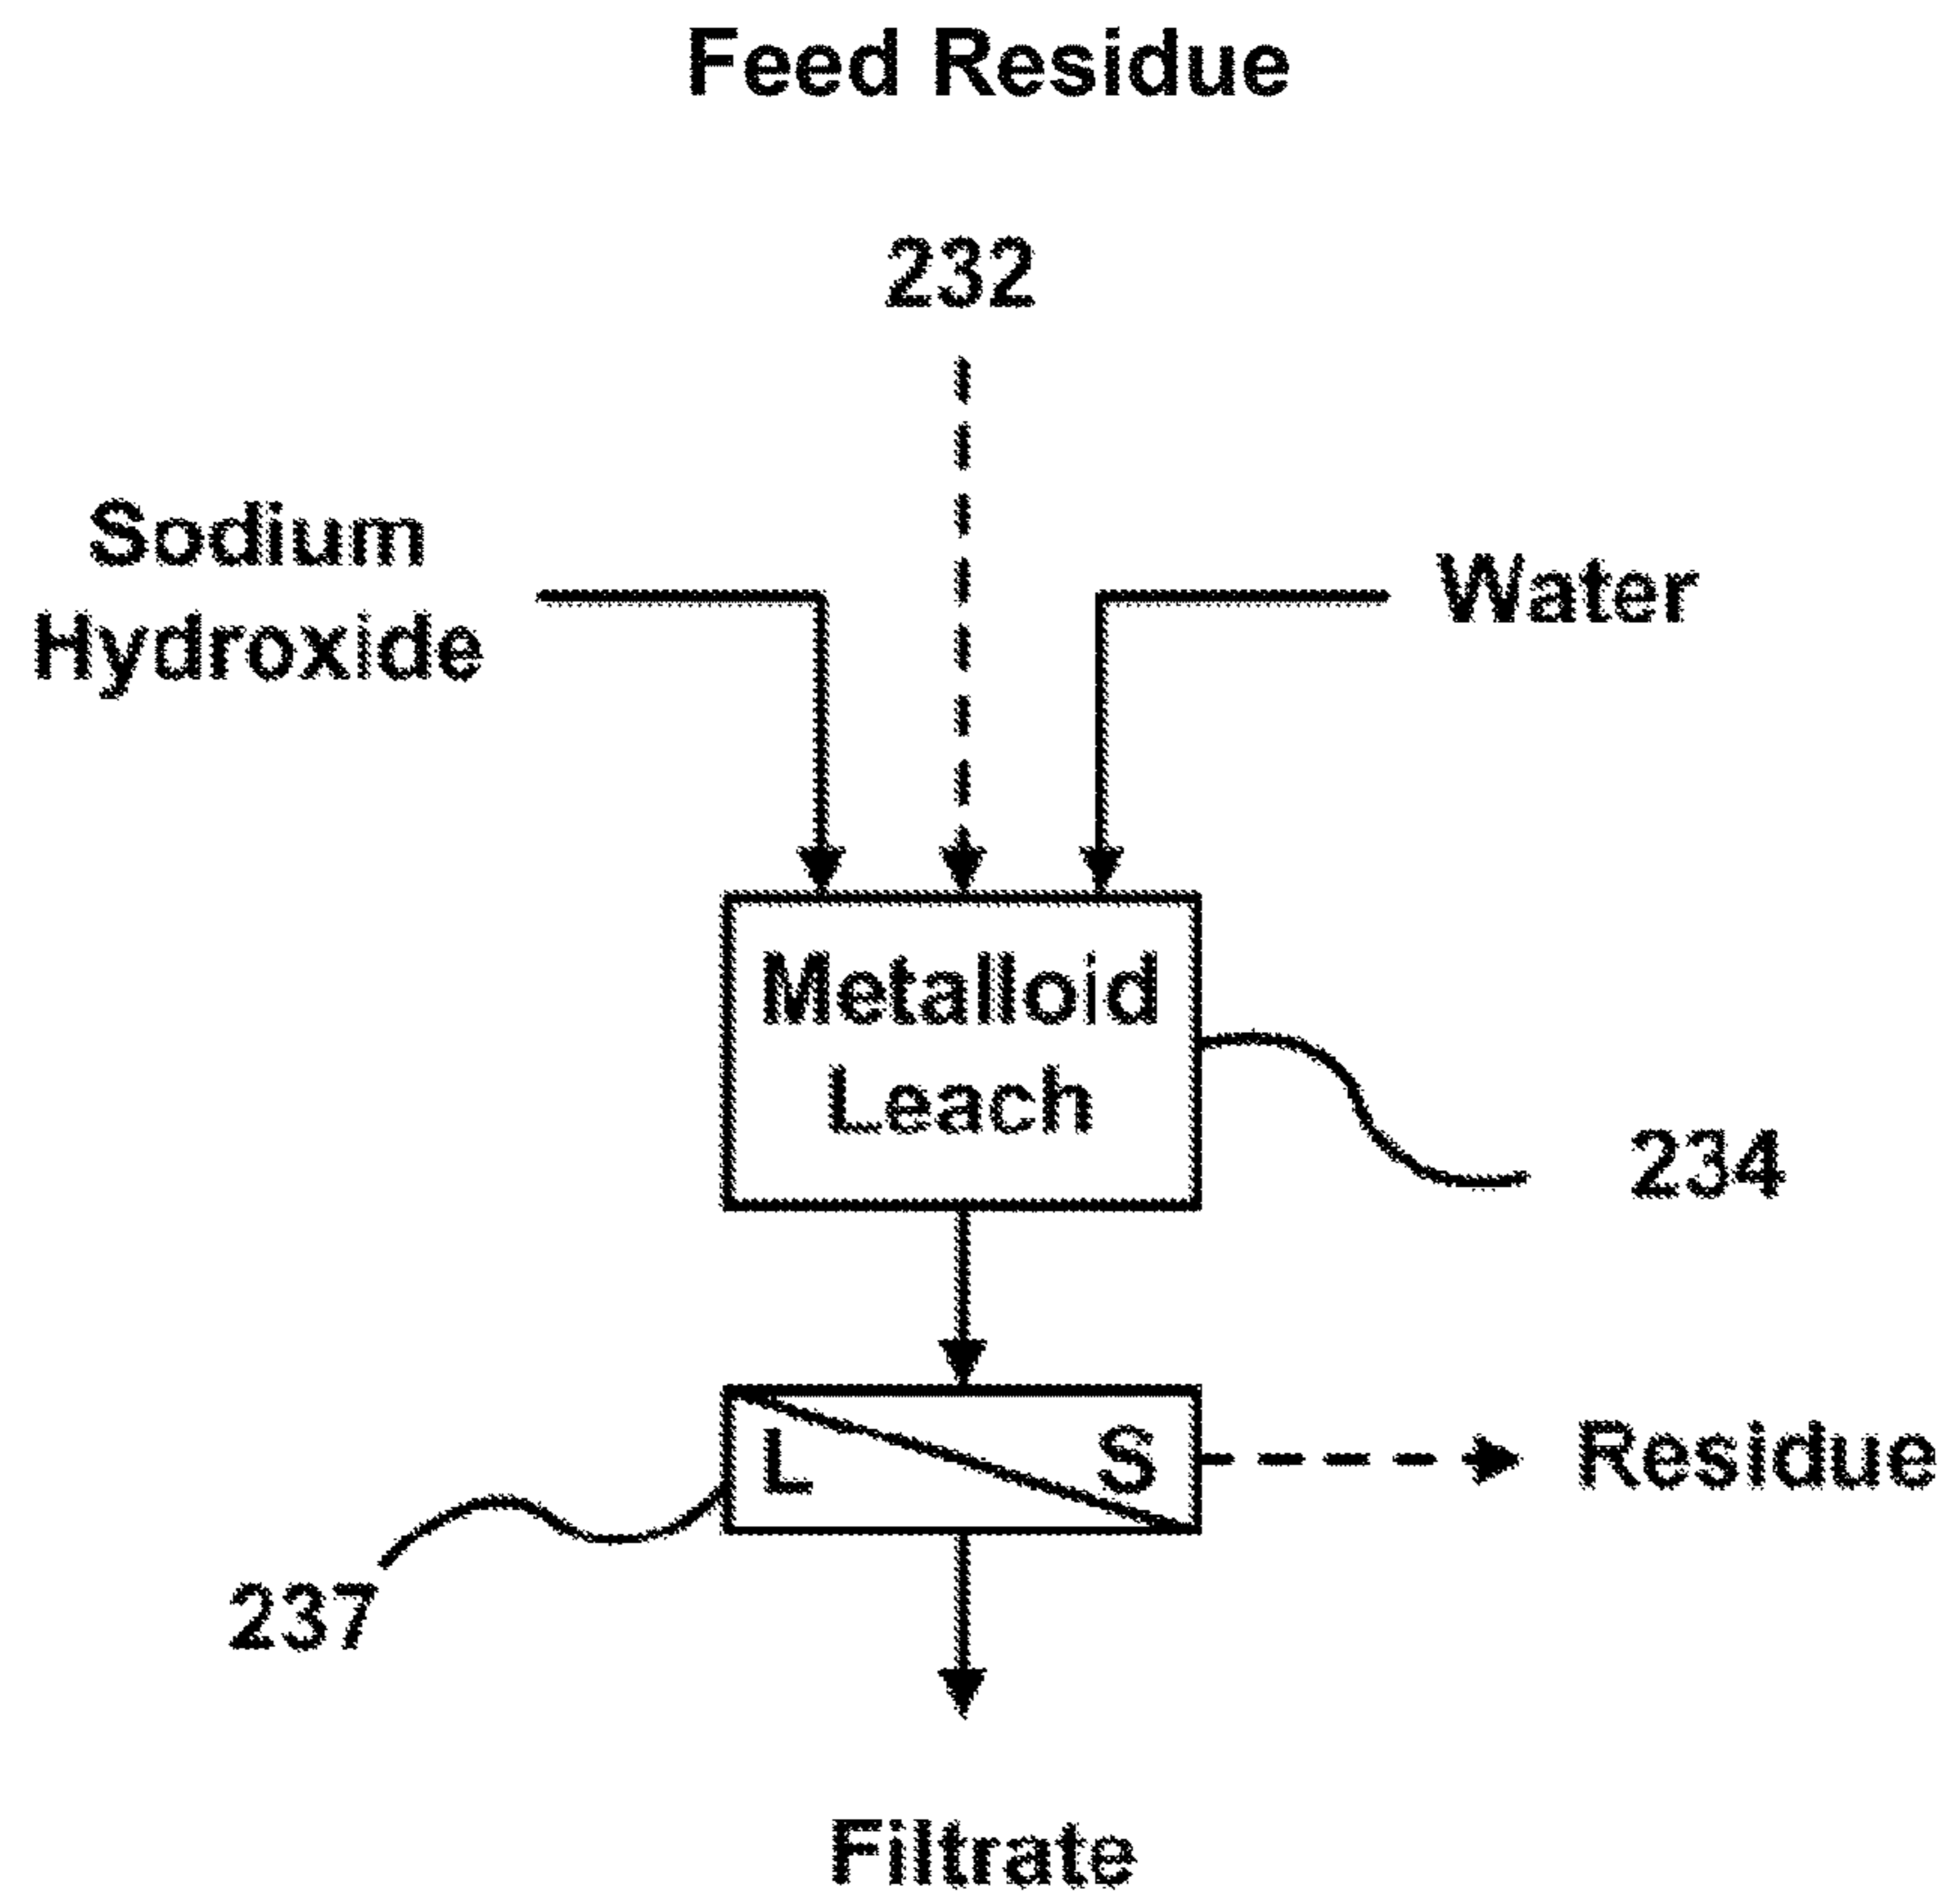 Feed Residue
232
Sodium
Hydroxide
Water
Metalloid
Leach
234
L S
Residue
237
Filtrate